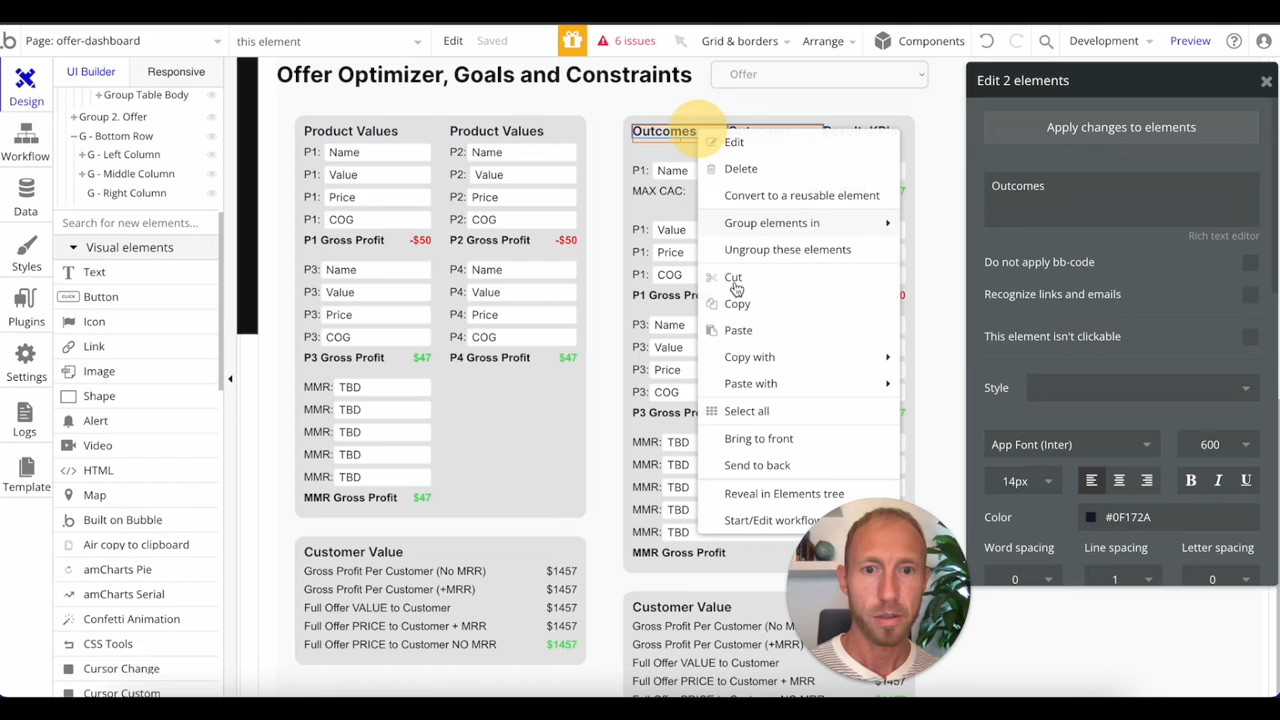 Page: offer-dashboard
this element
Edit
Saved
6 issues
Grid & borders
Arrange
Components
Development
Preview
Design
Workflow
Data
Styles
Plugins
Settings
Logs
Template
UI Builder
Responsive
Group Table Body
Group 2. Offer
G - Bottom Row
G - Left Column
G - Middle Column
G - Right Column
Search for new elements...
Visual elements
Text
CLICK
Button
Icon
Link
Image
Shape
Alert
Video
HTML
Map
Built on Bubble
Air copy to clipboard
amCharts Pie
amCharts Serial
Confetti Animation
CSS Tools
Cursor Change
Cursor Custom
Offer Optimizer, Goals and Constraints
Offer
Product Values
Product Values
P1: Name
P2: Name
P1: Value
P2: Value
P1: Price
P2: Price
P1: COG
P2: COG
P1 Gross Profit -$50
P2 Gross Profit -$50
P3: Name
P4: Name
P3: Value
P4: Value
P3: Price
P4: Price
P3: COG
P4: COG
P3 Gross Profit $47
P4 Gross Profit $47
MMR: TBD
MMR: TBD
MMR: TBD
MMR: TBD
MMR: TBD
MMR Gross Profit $47
Customer Value
Gross Profit Per Customer (No MRR) $1457
Gross Profit Per Customer (+MRR) $1457
Full Offer VALUE to Customer $1457
Full Offer PRICE to Customer + MRR $1457
Full Offer PRICE to Customer NO MRR $1457
Outcomes
P1: Name
MAX CAC:
P1: Value
P1: Price
P1: COG
P1 Gross Pro
P3: Name
P3: Value
P3: Price
P3: COG
P3 Gross Pro
MMR: TBD
MMR: TBD
MMR: TBD
MMR: TBD
MMR: TBD
MMR Gross Profit
Customer Value
Gross Profit Per Customer (No M
Gross Profit Per Customer (+MR
Full Offer VALUE to Customer
Full Offer PRICE to Customer + MRR $1457
Edit
Delete
Convert to a reusable element
Group elements in
Ungroup these elements
Cut
Copy
Paste
Copy with
Paste with
Select all
Bring to front
Send to back
Reveal in Elements tree
Start/Edit workflow
Edit 2 elements
Apply changes to elements
Outcomes
Rich text editor
Do not apply bb-code
Recognize links and emails
This element isn't clickable
Style
App Font (Inter)
600
14px
B
I
U
Color
#0F172A
Word spacing
Line spacing
Letter spacing
0
1
0